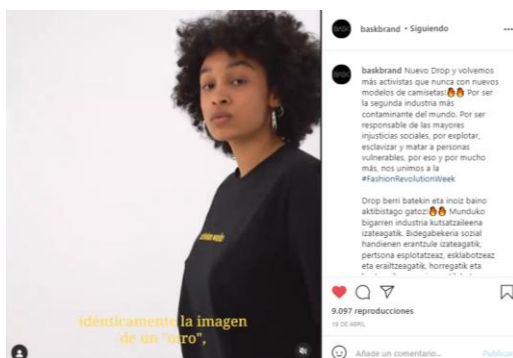 baskbrand • Siguiendo
baskbrand Nuevo Drop y volvemos
más activistas que nunca con nuevos
modelos de camisetas!🔥🔥 Por ser
la segunda industria más
contaminante del mundo. Por ser
responsable de las mayores
injusticias sociales, por explotar,
esclavizar y matar a personas
vulnerables, por eso y por mucho
más, nos unimos a la
#FashionRevolutionWeek
Drop berri batekin eta inoiz baino
aktibistago gatoz!🔥🔥 Munduko
bigarren industria kutsatzaileena
izateagatik. Bidegabekeria sozial
handienen erantzule izateagatik,
pertsona esplotatzeaz, esklabotzeaz
eta erailtzeagatik, horregatik eta
idénticamente la imagen
de un "otro",
9.097 reproducciones
19 DE ABRIL
Añade un comentario...
Publicar